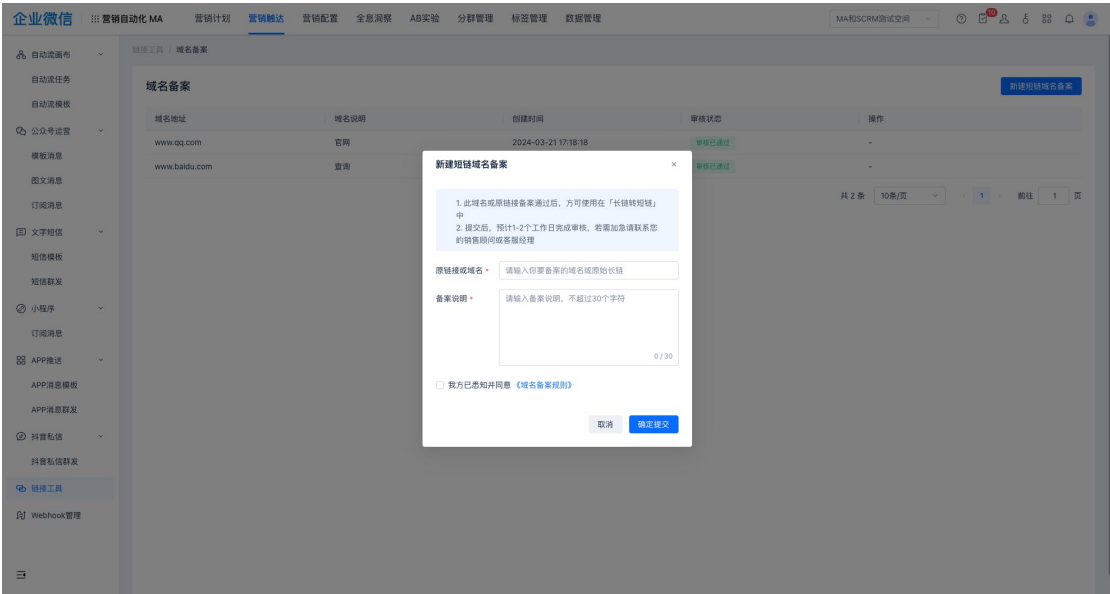 企业微信 营销自动化 MA 营销计划 营销触达 营销配置 全息洞察 AB实验 分群管理 标签管理 数据管理 MA和SCRM测试空间 10
自动流画布
自动流任务
自动流模板
公众号运营
模板消息
图文消息
订阅消息
文字短信
短信模板
短信群发
小程序
订阅消息
APP推送
APP消息模板
APP消息群发
抖音私信
抖音私信群发
链接工具
Webhook管理
链接工具 / 域名备案
域名备案 新建短链域名备案
域名地址 域名说明 创建时间 审核状态 操作
www.qq.com 官网 2024-03-21 17:18:18 审核已通过 -
www.baidu.com 查询 审核已通过 -
共 2 条 10条/页 1 前往 1 页
新建短链域名备案 ×
1. 此域名或原链接备案通过后，方可使用在「长链转短链」
中
2. 提交后，预计1-2个工作日完成审核，若需加急请联系您
的销售顾问或客服经理
原链接或域名 * 请输入你要备案的域名或原始长链
备案说明 * 请输入备案说明，不超过30个字符
0 / 30
我方已悉知并同意 《域名备案规则》
取消 确定提交